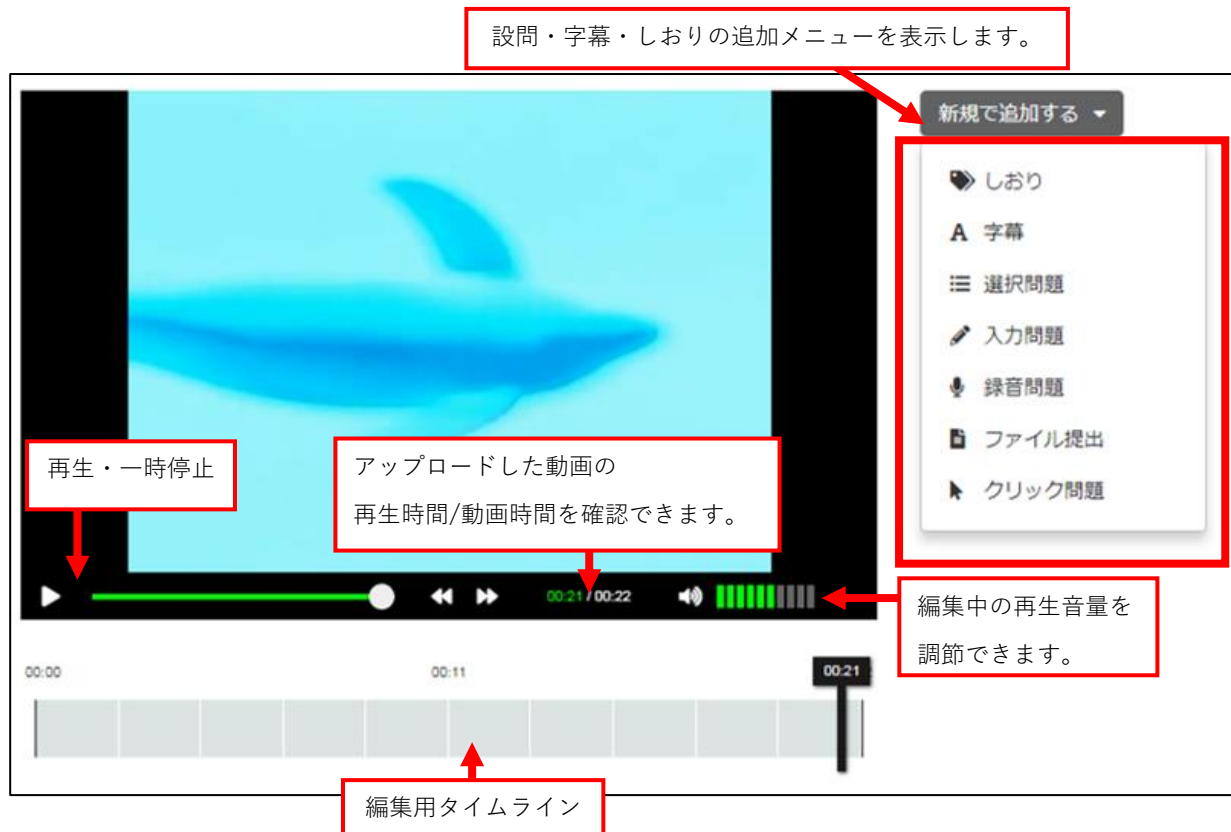 設問・字幕・しおりの追加メニューを表示します。
新規で追加する
しおり
A 字幕
選択問題
入力問題
録音問題
ファイル提出
クリック問題
再生・一時停止
アップロードした動画の
再生時間/動画時間を確認できます。
00:21 / 00:22
編集中の再生音量を
調節できます。
00:00
00:11
00:21
編集用タイムライン